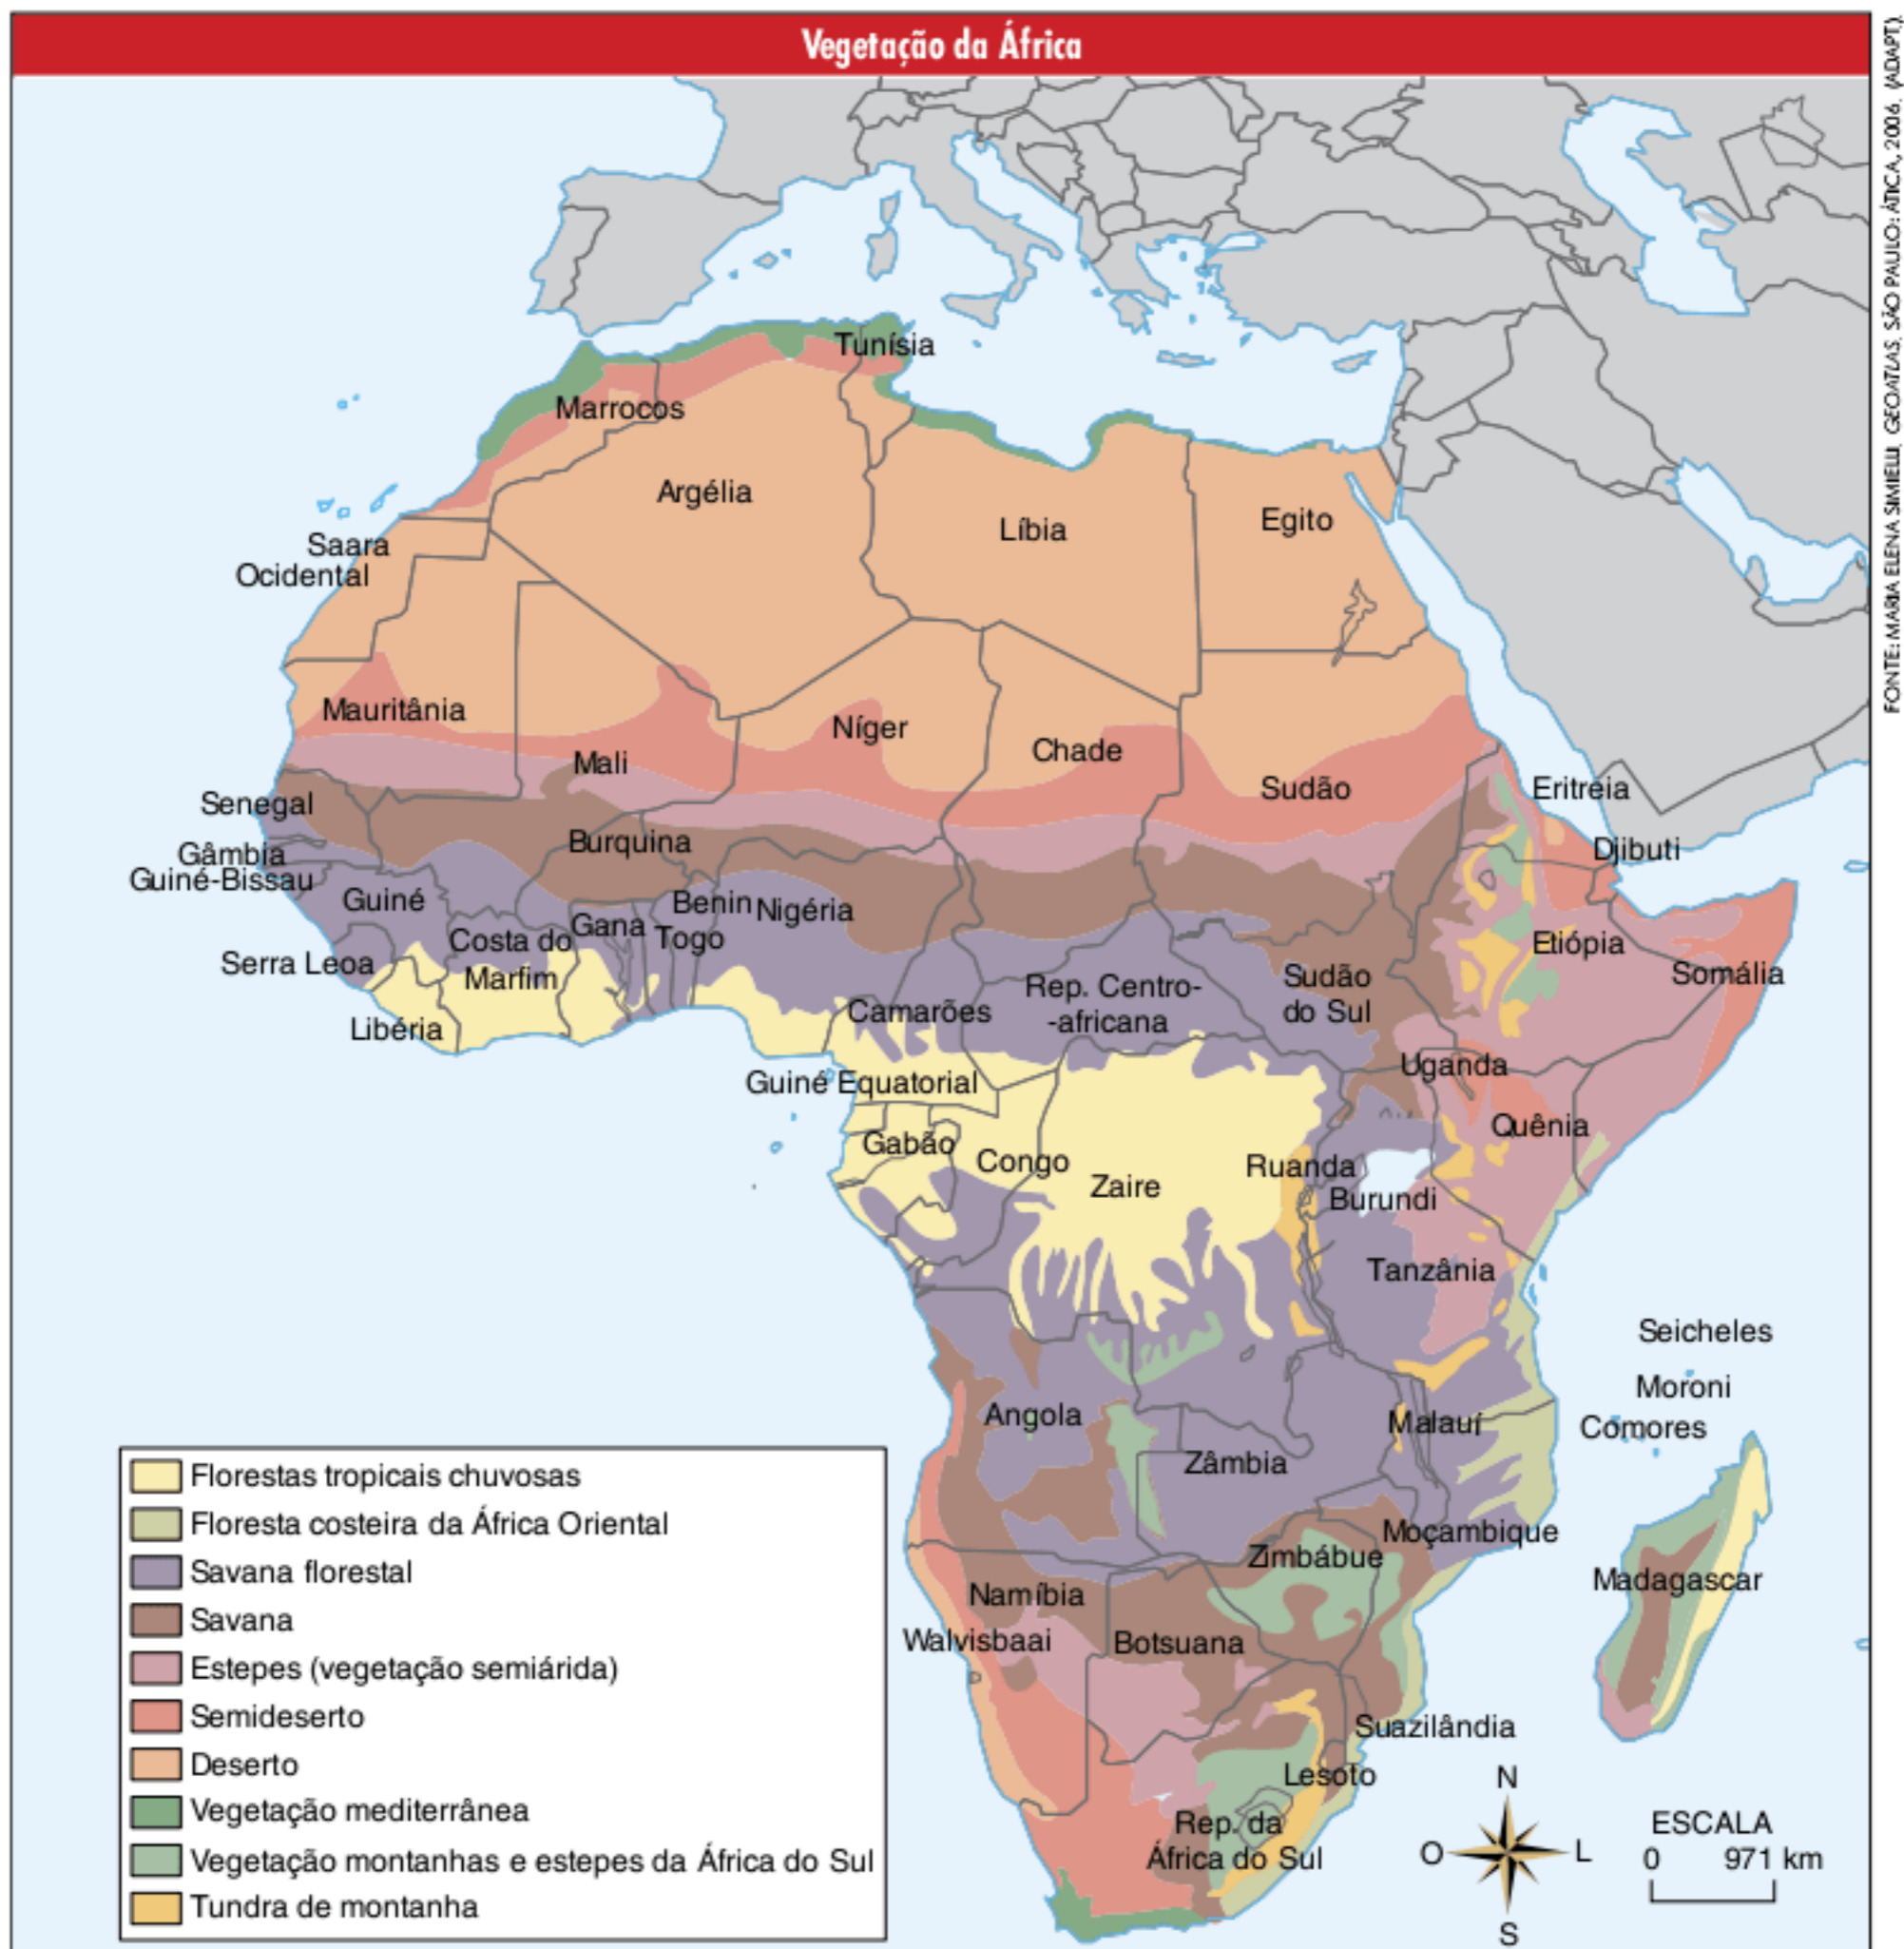 Vegetação da África
FONTE: MARIA ELENA SIMIELLI. GEOATLAS. SÃO PAULO: ÁTICA, 2006. (ADAPT.).
Tunísia
Marrocos
Argélia
Líbia
Egito
Saara
Ocidental
Mauritânia
Mali
Níger
Chade
Sudão
Eritreia
Senegal
Gâmbia
Guiné-Bissau
Burquina
Djibuti
Guiné
Benin
Nigéria
Costa do
Marfim
Gana
Togo
Serra Leoa
Etiópia
Somália
Libéria
Camarões
Rep. Centro-
-africana
Sudão
do Sul
Uganda
Guiné Equatorial
Quênia
Gabão
Congo
Zaire
Ruanda
Burundi
Tanzânia
Seicheles
Moroni
Comores
Angola
Malauí
Zâmbia
Moçambique
Zimbábue
Madagascar
Namíbia
Walvisbaai
Botsuana
Suazilândia
Lesoto
Rep. da
África do Sul
Florestas tropicais chuvosas
Floresta costeira da África Oriental
Savana florestal
Savana
Estepes (vegetação semiárida)
Semideserto
Deserto
Vegetação mediterrânea
Vegetação montanhas e estepes da África do Sul
Tundra de montanha
N
O
L
S
ESCALA
0 971 km